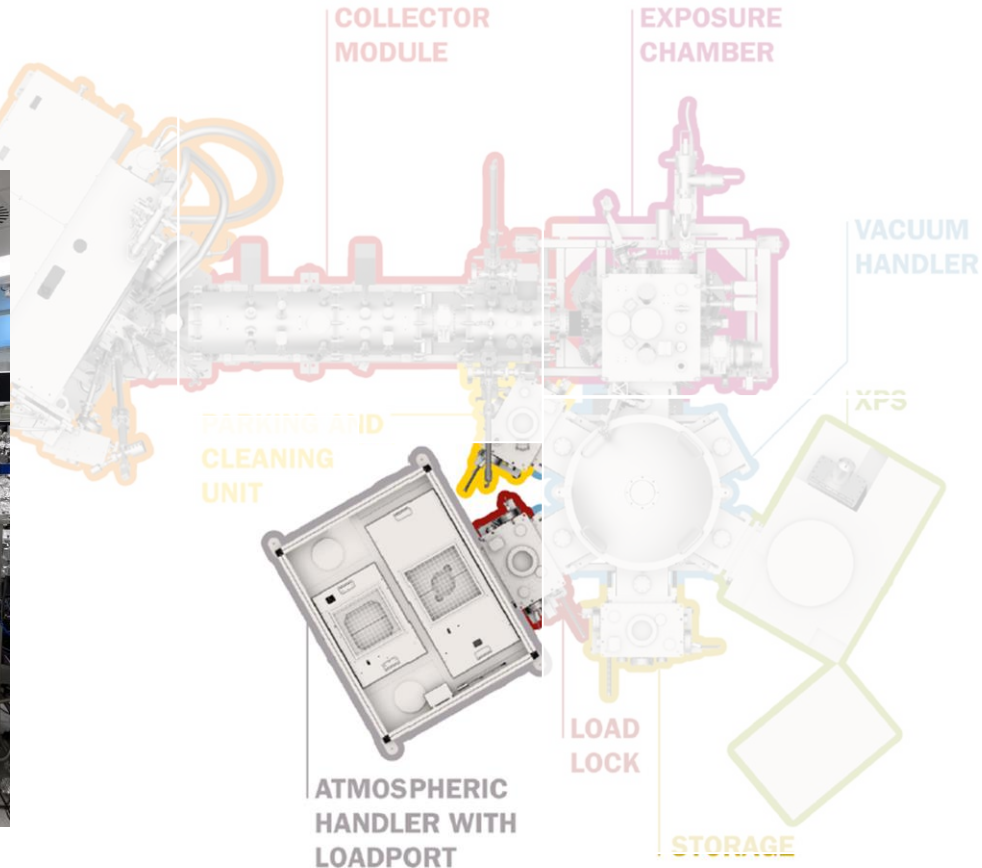 COLLECTOR
MODULE
EXPOSURE
CHAMBER
VACUUM
HANDLER
XPS
PARKING AND
CLEANING
UNIT
LOAD
LOCK
ATMOSPHERIC
HANDLER WITH
LOADPORT
STORAGE